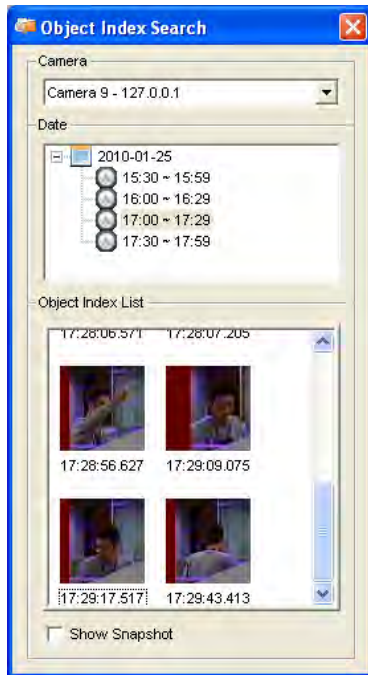 Object Index Search
Camera
Camera 9 - 127.0.0.1
Date
2010-01-25
15:30 ~ 15:59
16:00 ~ 16:29
17:00 ~ 17:29
17:30 ~ 17:59
Object Index List
17:28:06.571 17:28:07.205
17:28:56.627 17:29:09.075
17:29:17.517 17:29:43.413
Show Snapshot